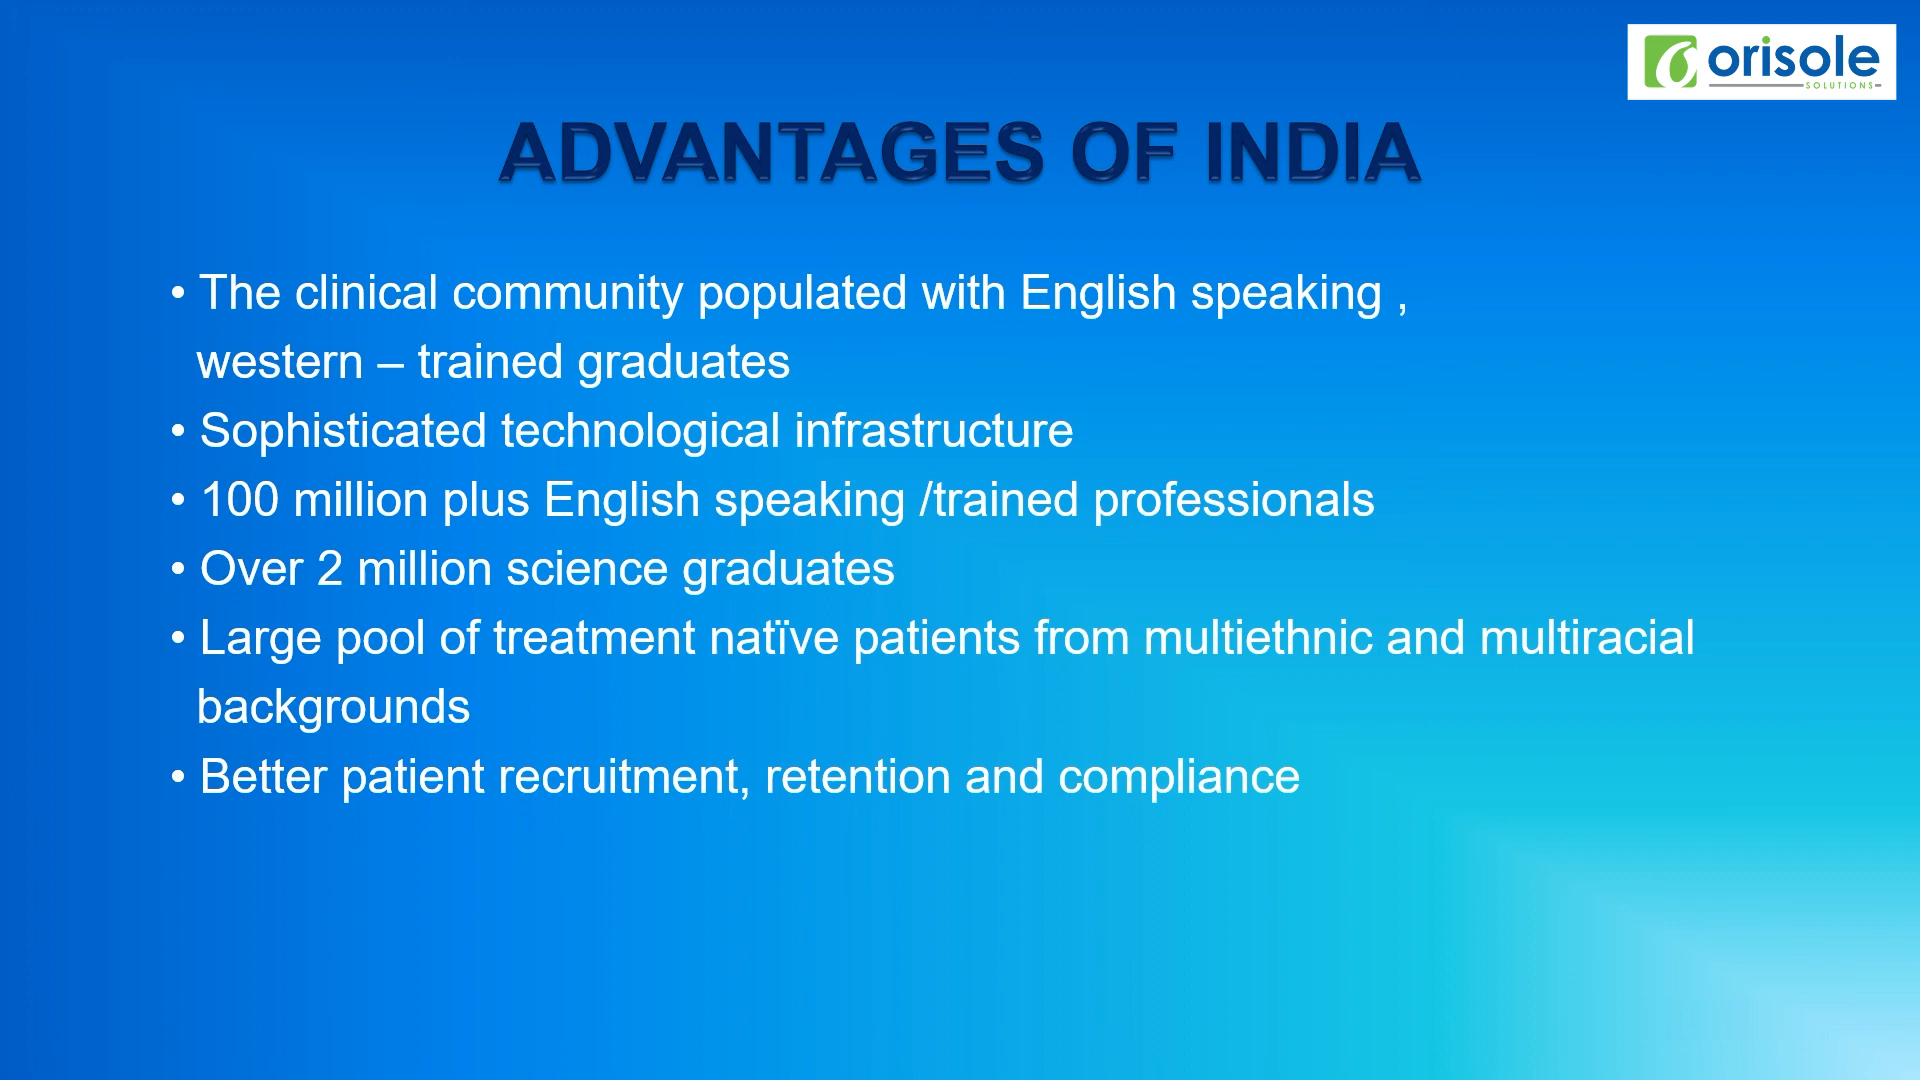 orisole
SOLUTIONS
ADVANTAGES OF INDIA
• The clinical community populated with English speaking ,
western – trained graduates
• Sophisticated technological infrastructure
• 100 million plus English speaking /trained professionals
• Over 2 million science graduates
• Large pool of treatment natïve patients from multiethnic and multiracial
backgrounds
• Better patient recruitment, retention and compliance